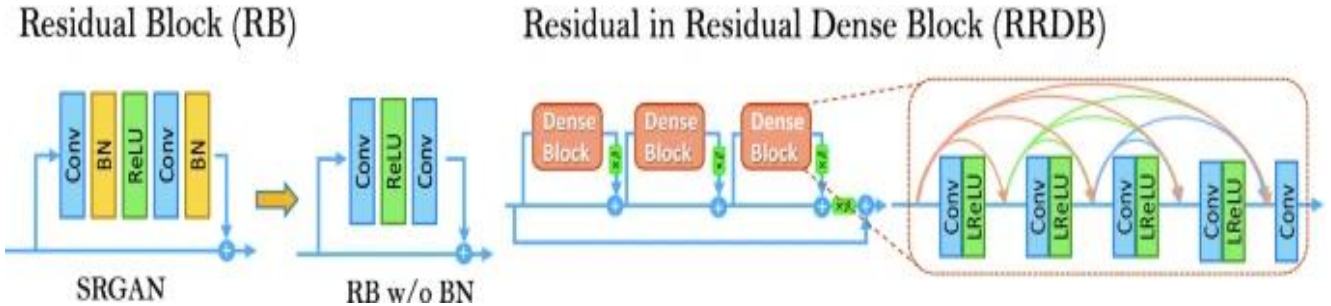 Residual Block (RB)
Residual in Residual Dense Block (RRDB)
Conv
BN
ReLU
Conv
BN
SRGAN
Conv
ReLU
Conv
RB w/o BN
Dense
Block
×β
Dense
Block
×β
Dense
Block
×β
×β
Conv
LReLU
Conv
LReLU
Conv
LReLU
Conv
LReLU
Conv